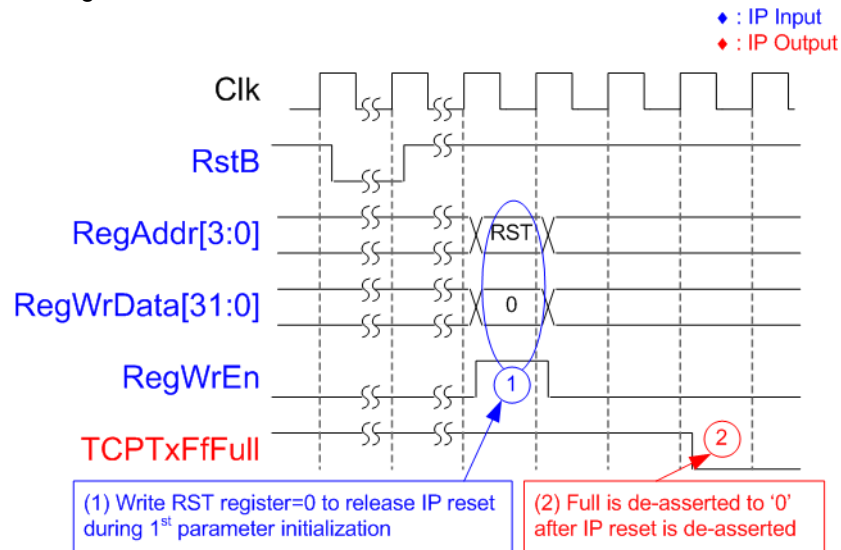 ♦ : IP Input
♦ : IP Output
Clk
RstB
RegAddr[3:0]
RST
RegWrData[31:0]
0
RegWrEn
1
TCPTxFfFull
2
(1) Write RST register=0 to release IP reset
during 1st parameter initialization
(2) Full is de-asserted to ‘0’
after IP reset is de-asserted